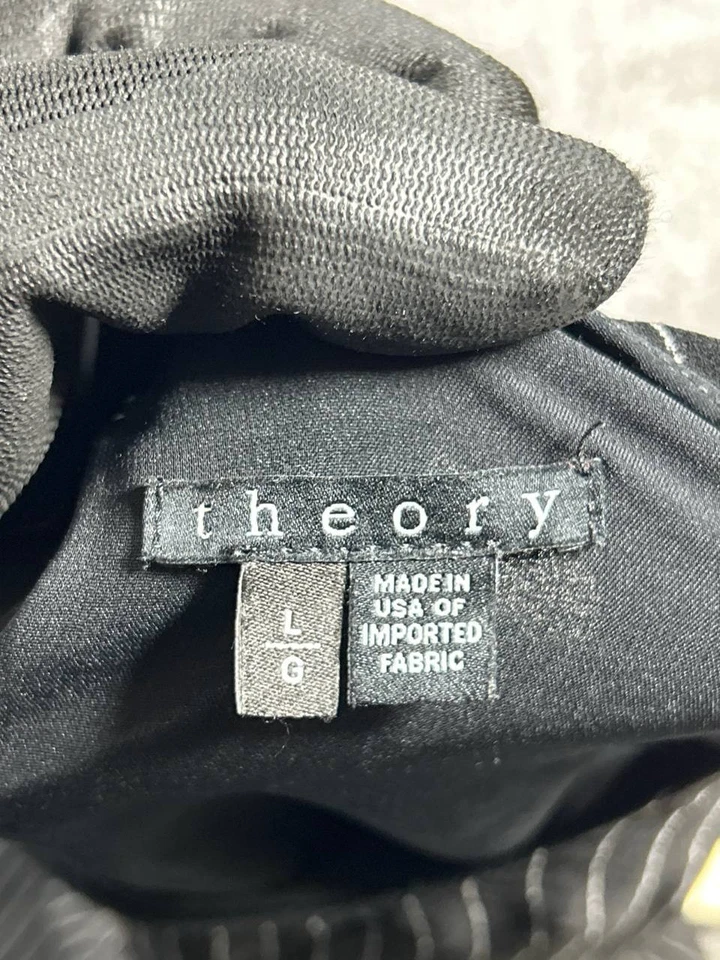 theory
L
G
MADE IN
USA OF
IMPORTED
FABRIC